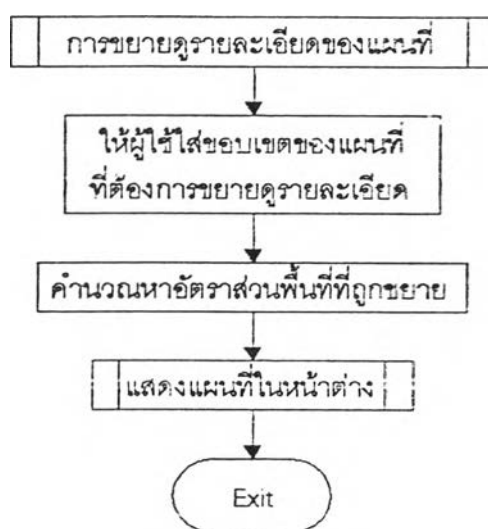 การขยายดูรายละเอียดของแผนที่
ให้ผู้ใช้ใส่ขอบเขตของแผนที่
ที่ต้องการขยายดูรายละเอียด
คำนวณหาอัตราส่วนพื้นที่ที่ถูกขยาย
แสดงแผนที่ในหน้าต่าง
Exit